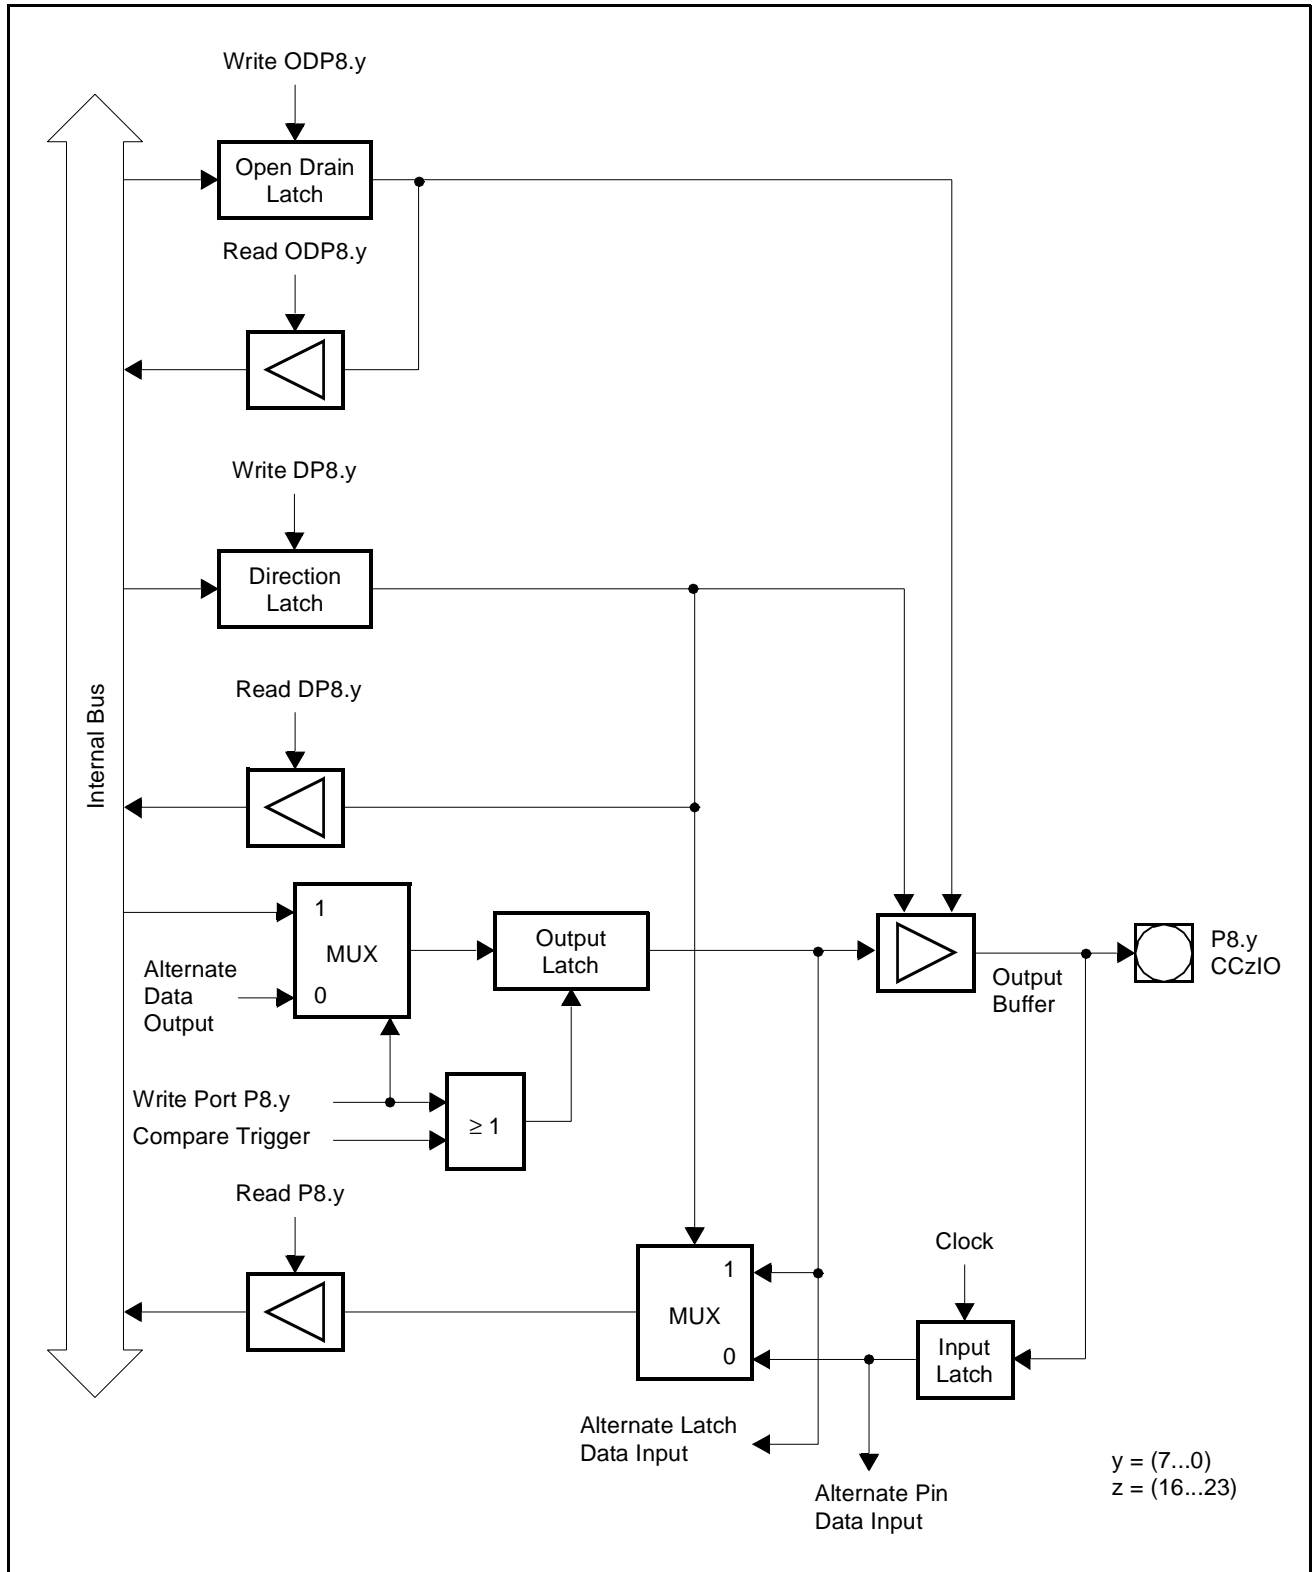 Write ODP8.y
Open Drain
Latch
Read ODP8.y
Write DP8.y
Direction
Latch
Read DP8.y
Internal Bus
1
MUX
0
Alternate
Data
Output
Output
Latch
Output
Buffer
P8.y
CCzIO
Write Port P8.y
Compare Trigger
≥ 1
Read P8.y
1
MUX
0
Clock
Input
Latch
Alternate Latch
Data Input
Alternate Pin
Data Input
y = (7...0)
z = (16...23)